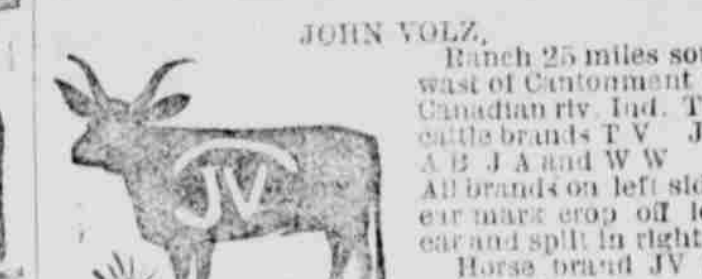 JOHN VOLZ,
Ranch 25 miles sou
wast of Cantonment
Canadian riv. Ind. T
cattle brands T V J
A B J A and W W
All brands on left sid
ear mark crop off le
ear and split in right
Horse brand JV
JV